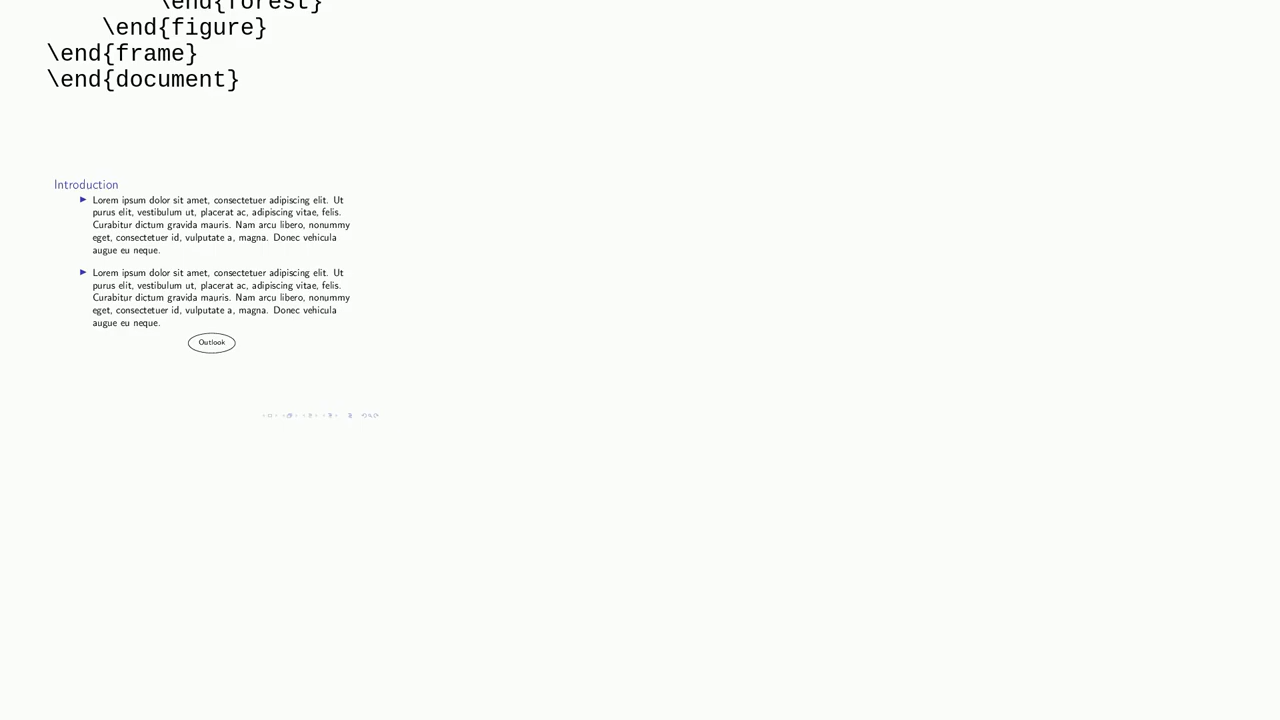 \end{forest}
\end{figure}
\end{frame}
\end{document}
Introduction
Lorem ipsum dolor sit amet, consectetuer adipiscing elit. Ut
purus elit, vestibulum ut, placerat ac, adipiscing vitae, felis.
Curabitur dictum gravida mauris. Nam arcu libero, nonummy
eget, consectetuer id, vulputate a, magna. Donec vehicula
augue eu neque.
Lorem ipsum dolor sit amet, consectetuer adipiscing elit. Ut
purus elit, vestibulum ut, placerat ac, adipiscing vitae, felis.
Curabitur dictum gravida mauris. Nam arcu libero, nonummy
eget, consectetuer id, vulputate a, magna. Donec vehicula
augue eu neque.
Outlook